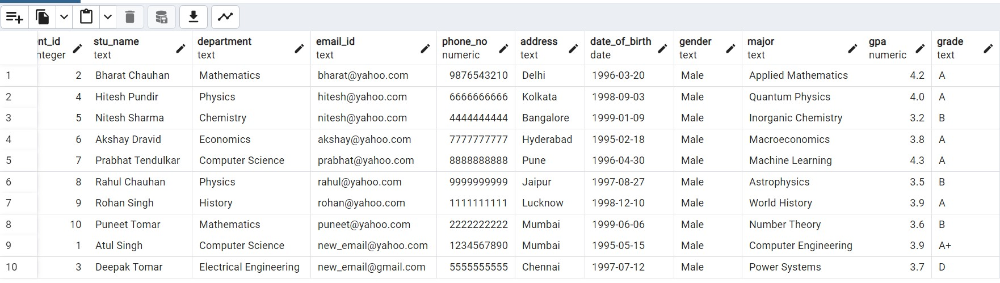 nt_id stu_name department email_id phone_no address date_of_birth gender major gpa grade
nteger text text text numeric text date text text numeric text
1 2 Bharat Chauhan Mathematics bharat@yahoo.com 9876543210 Delhi 1996-03-20 Male Applied Mathematics 4.2 A
2 4 Hitesh Pundir Physics hitesh@yahoo.com 6666666666 Kolkata 1998-09-03 Male Quantum Physics 4.0 A
3 5 Nitesh Sharma Chemistry nitesh@yahoo.com 4444444444 Bangalore 1999-01-09 Male Inorganic Chemistry 3.2 B
4 6 Akshay Dravid Economics akshay@yahoo.com 7777777777 Hyderabad 1995-02-18 Male Macroeconomics 3.8 A
5 7 Prabhat Tendulkar Computer Science prabhat@yahoo.com 8888888888 Pune 1996-04-30 Male Machine Learning 4.3 A
6 8 Rahul Chauhan Physics rahul@yahoo.com 9999999999 Jaipur 1997-08-27 Male Astrophysics 3.5 B
7 9 Rohan Singh History rohan@yahoo.com 1111111111 Lucknow 1998-12-10 Male World History 3.9 A
8 10 Puneet Tomar Mathematics puneet@yahoo.com 2222222222 Mumbai 1999-06-06 Male Number Theory 3.6 B
9 1 Atul Singh Computer Science new_email@yahoo.com 1234567890 Mumbai 1995-05-15 Male Computer Engineering 3.9 A+
10 3 Deepak Tomar Electrical Engineering new_email@gmail.com 5555555555 Chennai 1997-07-12 Male Power Systems 3.7 D